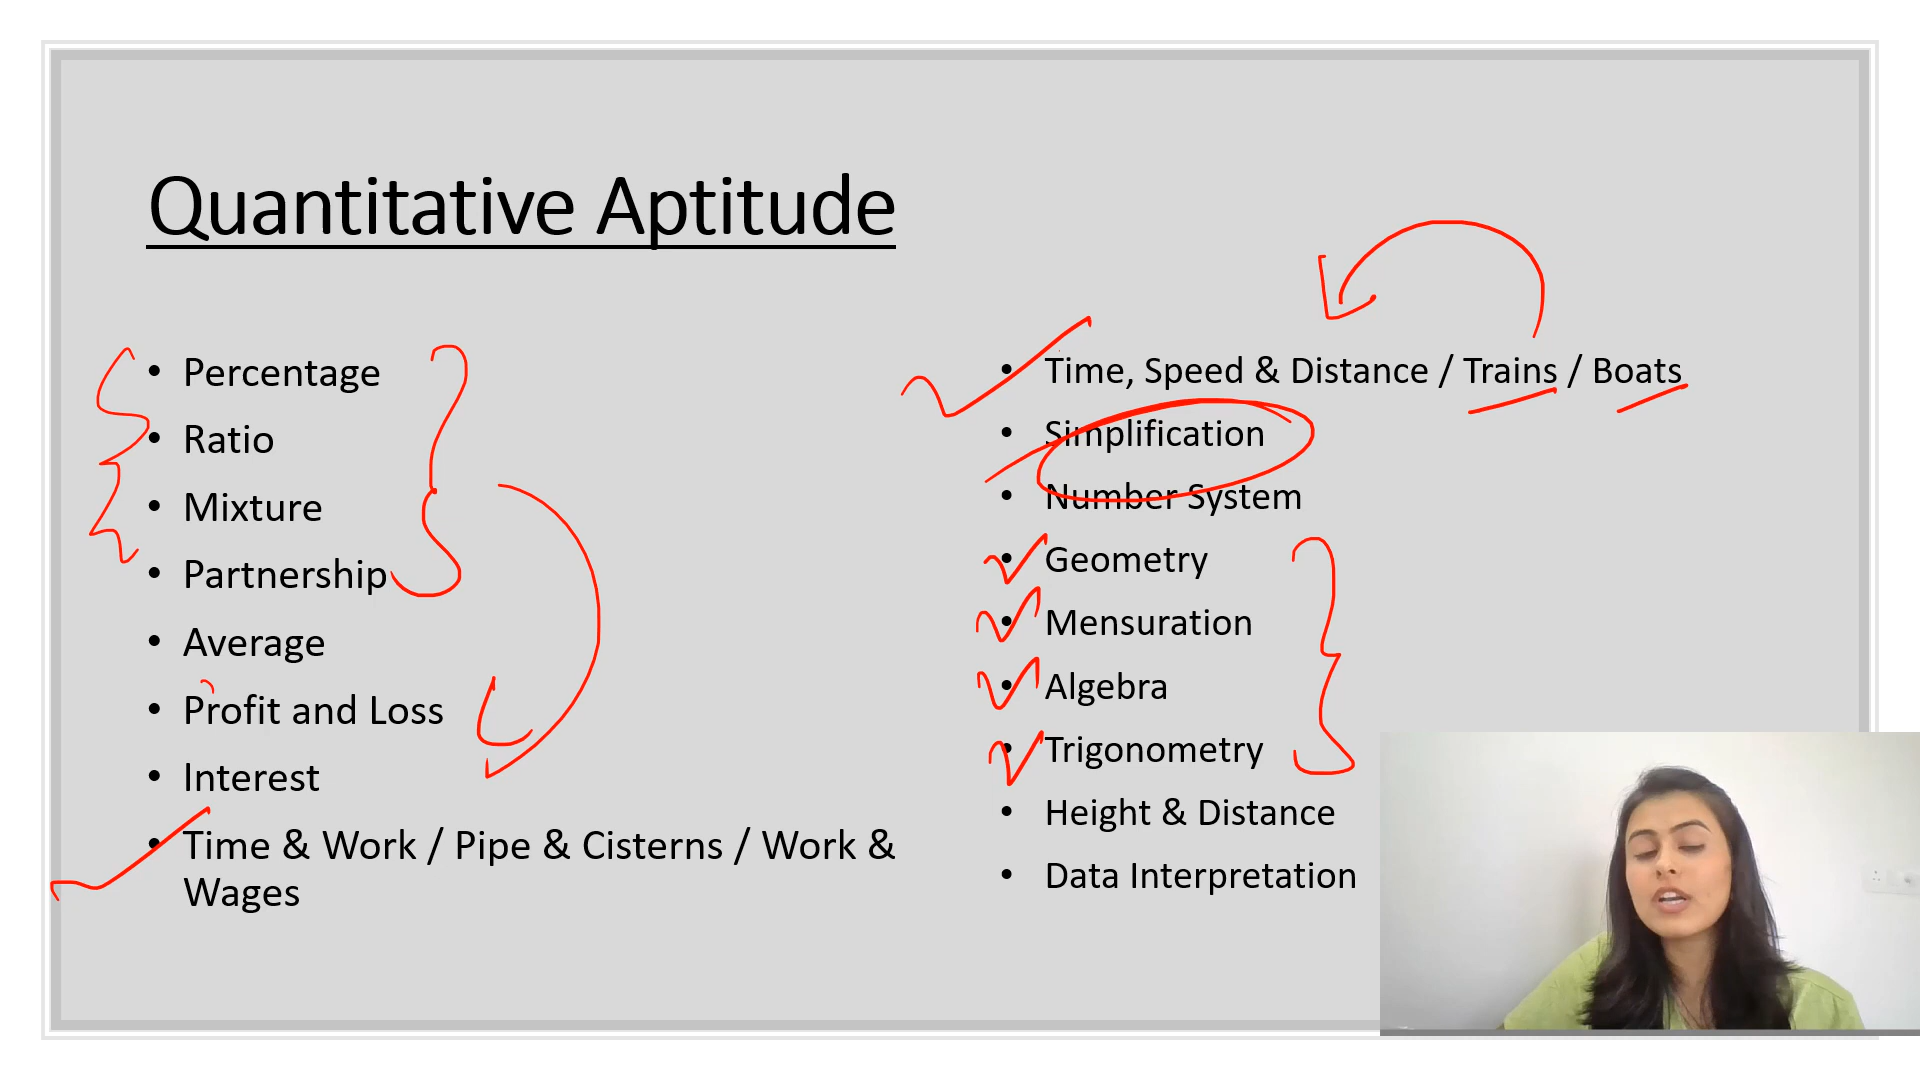 Quantitative Aptitude
• Percentage
• Ratio
• Mixture
• Partnership
• Average
• Profit and Loss
• Interest
• Time & Work / Pipe & Cisterns / Work &
Wages
• Time, Speed & Distance / Trains / Boats
• Simplification
• Number System
• Geometry
• Mensuration
• Algebra
• Trigonometry
• Height & Distance
• Data Interpretation